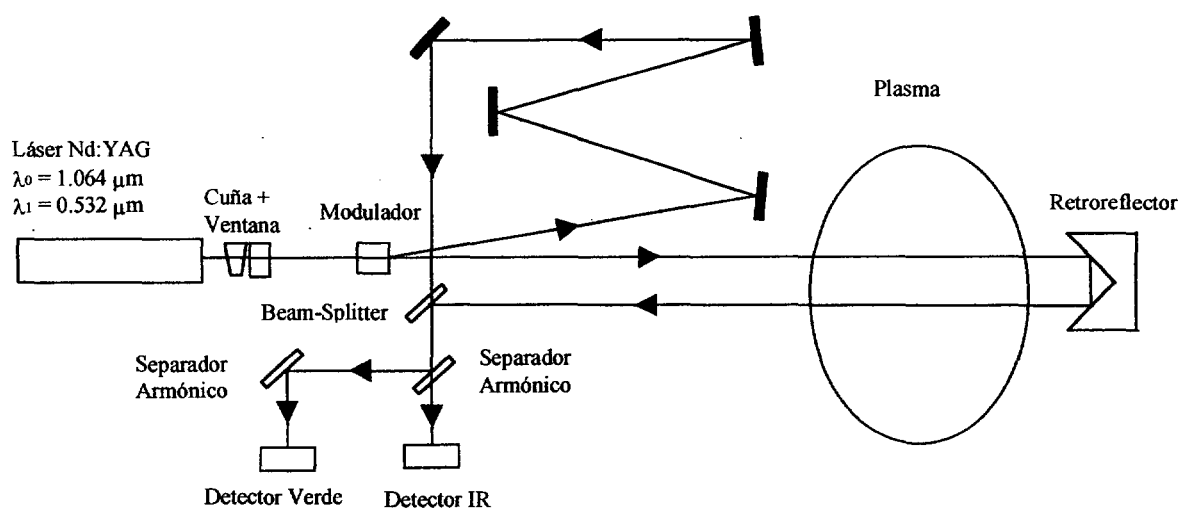 Plasma
Láser Nd:YAG
λ₀ = 1.064 μm
λ₁ = 0.532 μm
Cuña +
Ventana
Modulador
Retroreflector
Beam-Splitter
Separador
Armónico
Separador
Armónico
Detector Verde
Detector IR